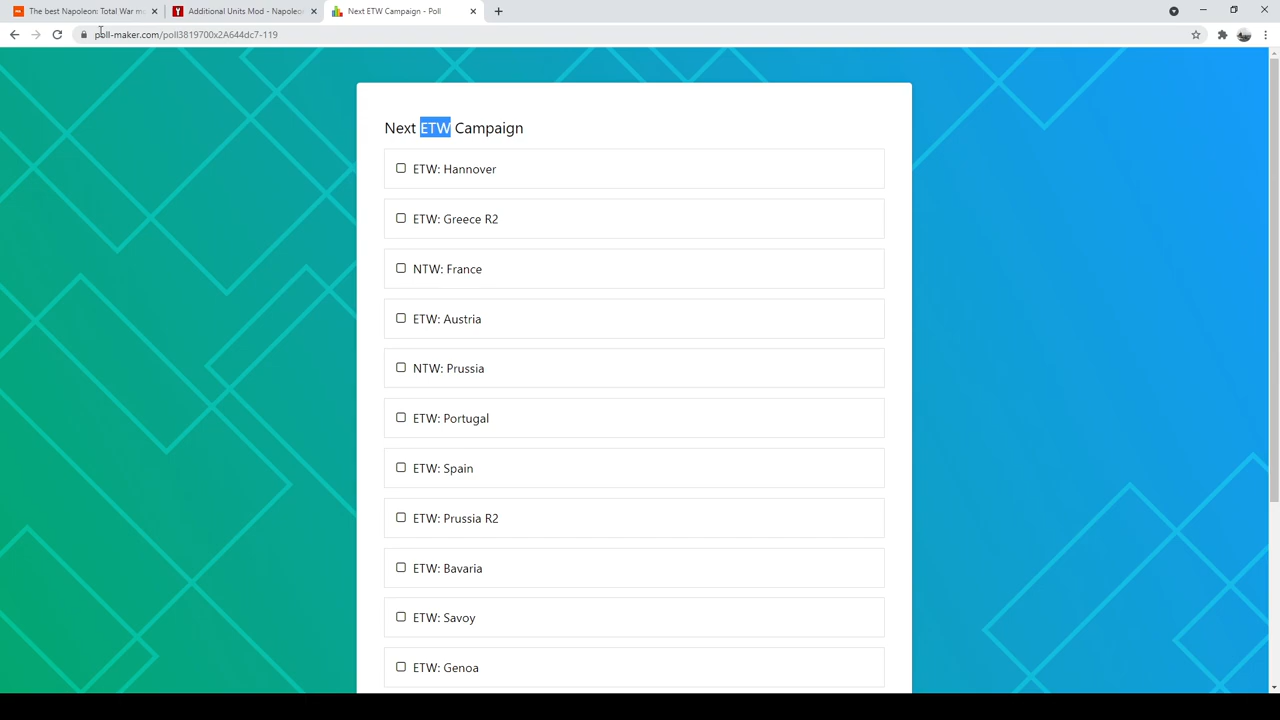 The best Napoleon: Total War m
Additional Units Mod - Napoleo
Next ETW Campaign - Poll
poll-maker.com/poll3819700x2A644dc7-119
Next ETW Campaign
ETW: Hannover
ETW: Greece R2
NTW: France
ETW: Austria
NTW: Prussia
ETW: Portugal
ETW: Spain
ETW: Prussia R2
ETW: Bavaria
ETW: Savoy
ETW: Genoa